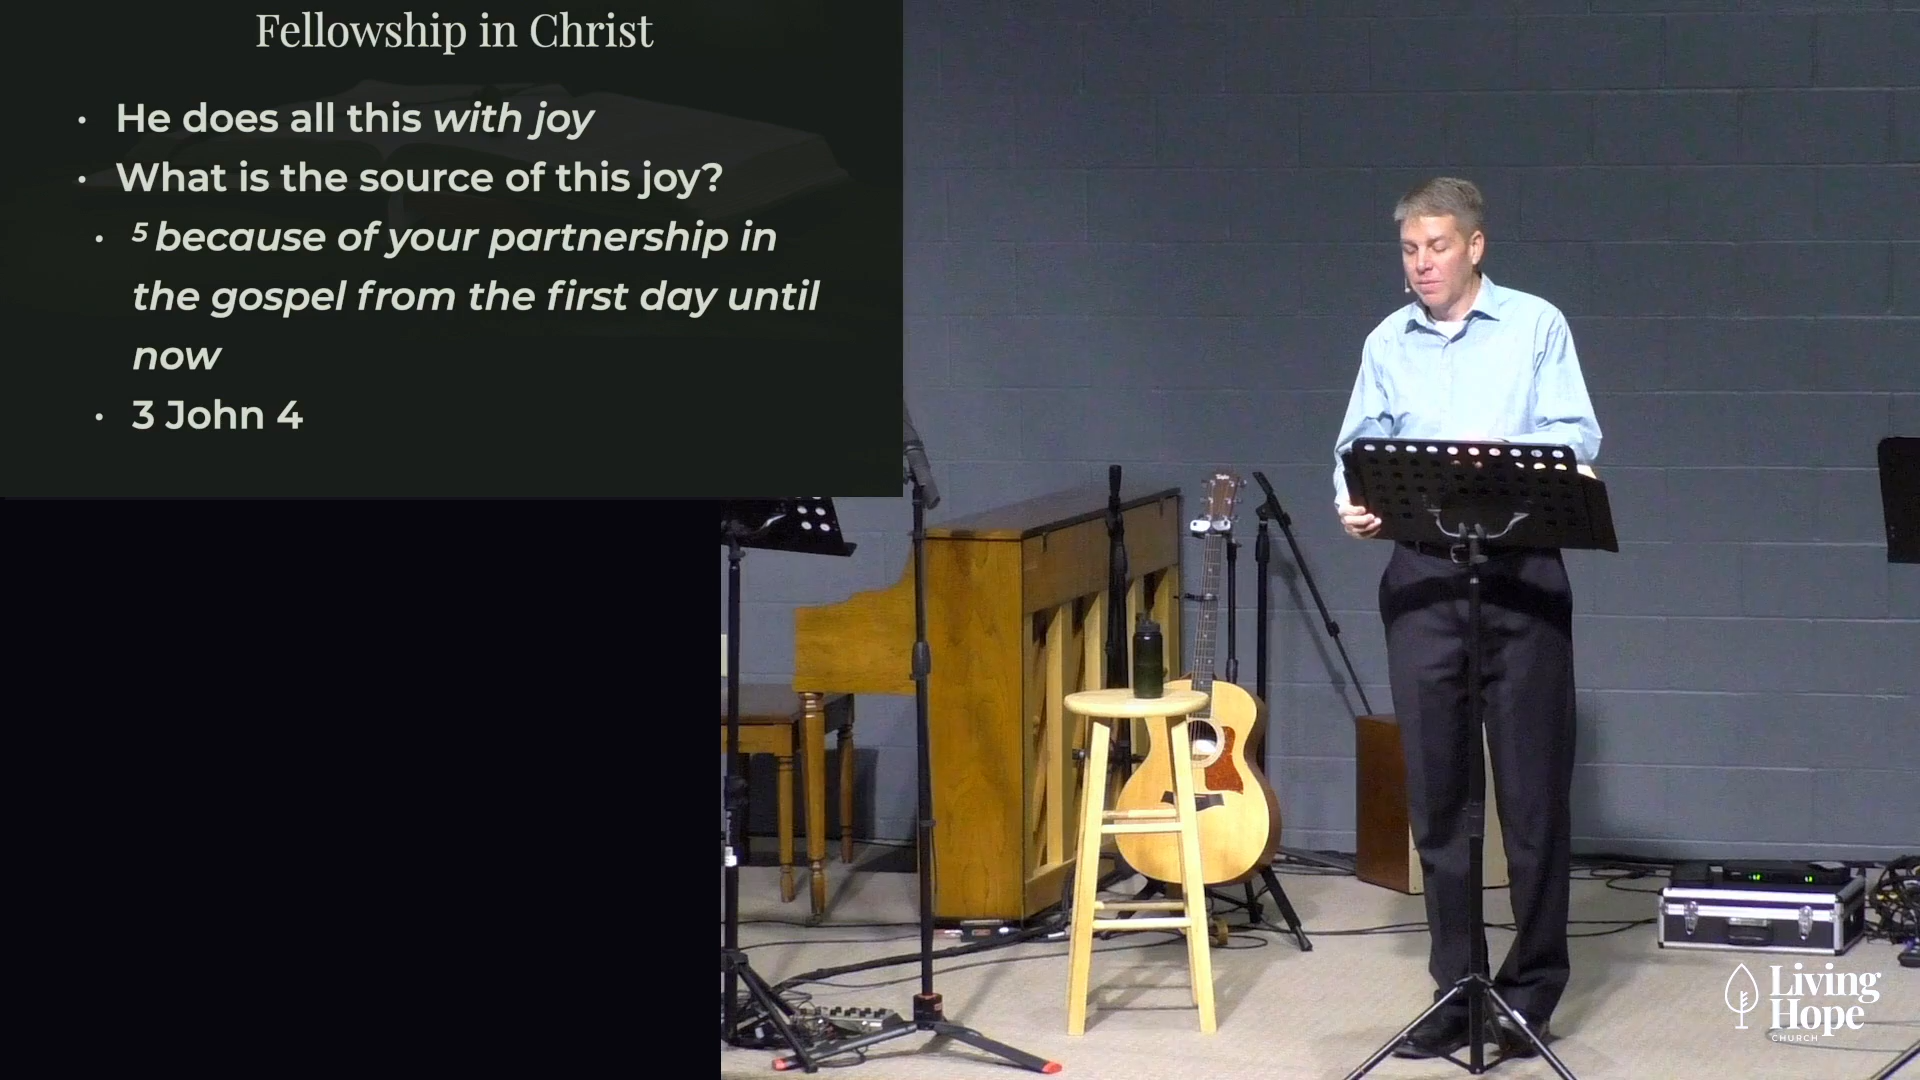 Fellowship in Christ
• He does all this with joy
• What is the source of this joy?
• ⁵ because of your partnership in
the gospel from the first day until
now
• 3 John 4
Living
Hope
CHURCH